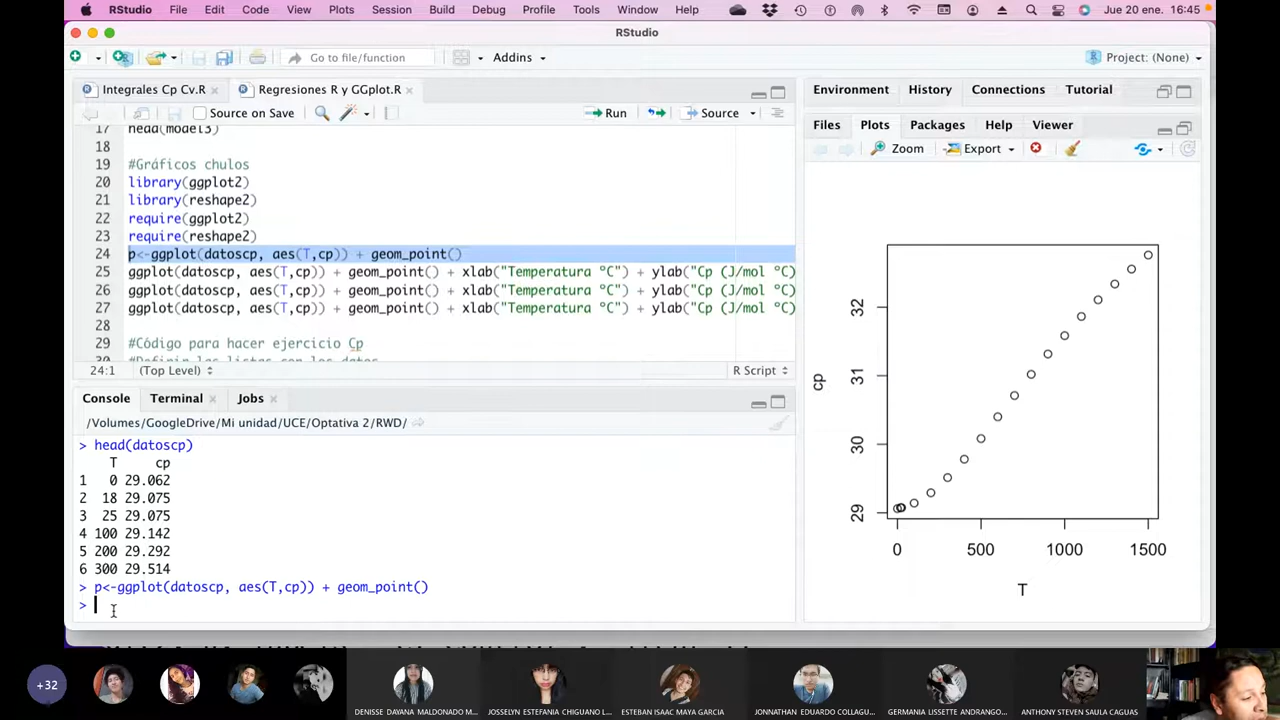 RStudio File Edit Code View Plots Session Build Debug Profile Tools Window Help Jue 20 ene. 16:45
RStudio
Go to file/function Addins Project: (None)
Integrales Cp Cv.R Regresiones R y GGplot.R
Source on Save Run Source
17 head(model3)
18
19 #Gráficos chulos
20 library(ggplot2)
21 library(reshape2)
22 require(ggplot2)
23 require(reshape2)
24 p<-ggplot(datoscp, aes(T,cp)) + geom_point()
25 ggplot(datoscp, aes(T,cp)) + geom_point() + xlab("Temperatura °C") + ylab("Cp (J/mol °C)
26 ggplot(datoscp, aes(T,cp)) + geom_point() + xlab("Temperatura °C") + ylab("Cp (J/mol °C)
27 ggplot(datoscp, aes(T,cp)) + geom_point() + xlab("Temperatura °C") + ylab("Cp (J/mol °C)
28
29 #Código para hacer ejercicio Cp
30 #Definir las listas con los datos
24:1 (Top Level) R Script
Console Terminal Jobs
/Volumes/GoogleDrive/Mi unidad/UCE/Optativa 2/RWD/
> head(datoscp)
T cp
1 0 29.062
2 18 29.075
3 25 29.075
4 100 29.142
5 200 29.292
6 300 29.514
> p<-ggplot(datoscp, aes(T,cp)) + geom_point()
>
Environment History Connections Tutorial
Files Plots Packages Help Viewer
Zoom Export
cp
32
31
30
29
0 500 1000 1500
T
+32
DENISSE DAYANA MALDONADO M...
JOSSELYN ESTEFANIA CHIGUANO L...
ESTEBAN ISAAC MAYA GARCIA
JONNATHAN EDUARDO COLLAGU...
GERMANIA LISSETTE ANDRANGO...
ANTHONY STEVEN SAULA CAGUAS